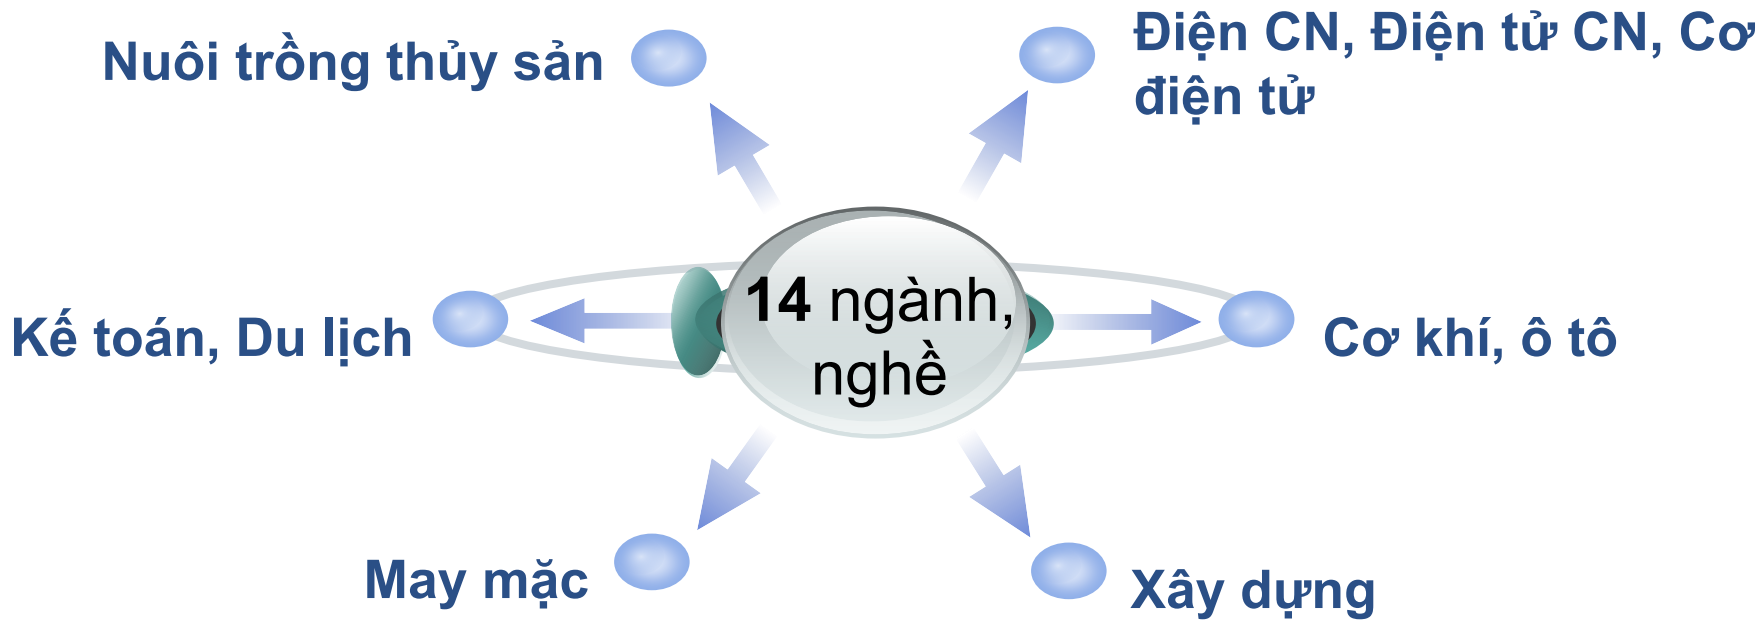 Nuôi trồng thủy sản
Điện CN, Điện tử CN, Cơ
điện tử
Kế toán, Du lịch
14 ngành,
nghề
Cơ khí, ô tô
May mặc
Xây dựng